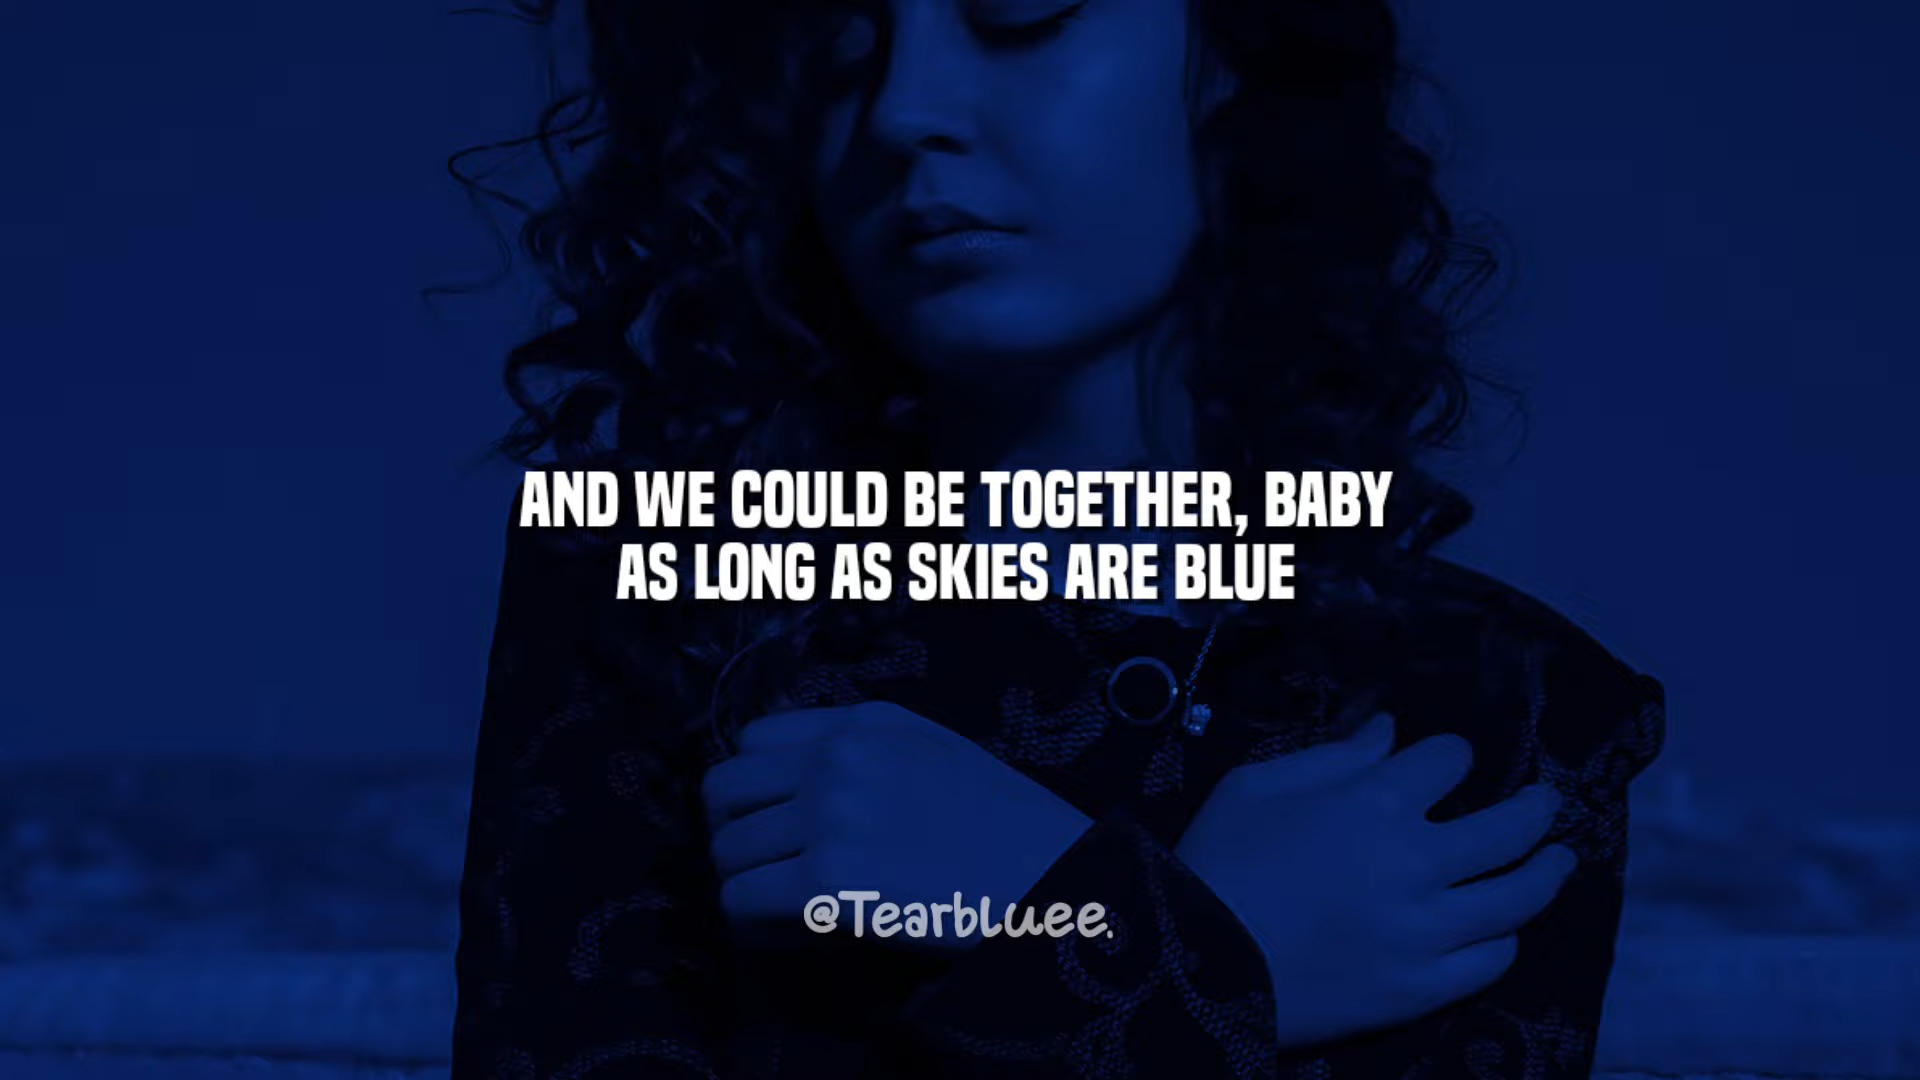 AND WE COULD BE TOGETHER, BABY
AS LONG AS SKIES ARE BLUE
@Tearbluee.